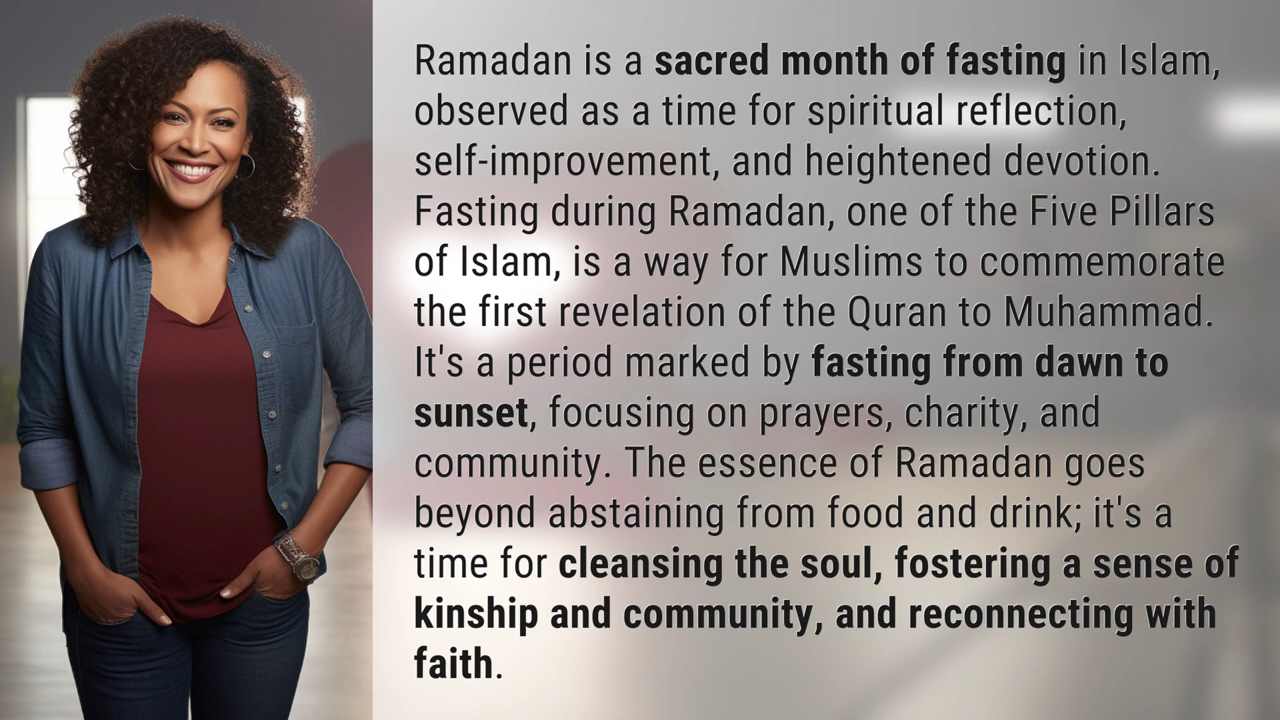 Ramadan is a sacred month of fasting in Islam,
observed as a time for spiritual reflection,
self-improvement, and heightened devotion.
Fasting during Ramadan, one of the Five Pillars
of Islam, is a way for Muslims to commemorate
the first revelation of the Quran to Muhammad.
It's a period marked by fasting from dawn to
sunset, focusing on prayers, charity, and
community. The essence of Ramadan goes
beyond abstaining from food and drink; it's a
time for cleansing the soul, fostering a sense of
kinship and community, and reconnecting with
faith.